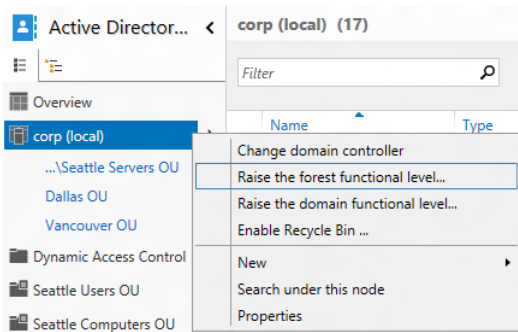 Active Director...
corp (local) (17)
Filter
Overview
Name Type
corp (local)
Change domain controller
...\Seattle Servers OU
Raise the forest functional level...
Dallas OU
Raise the domain functional level...
Vancouver OU
Enable Recycle Bin ...
Dynamic Access Control
New
Seattle Users OU
Search under this node
Seattle Computers OU
Properties